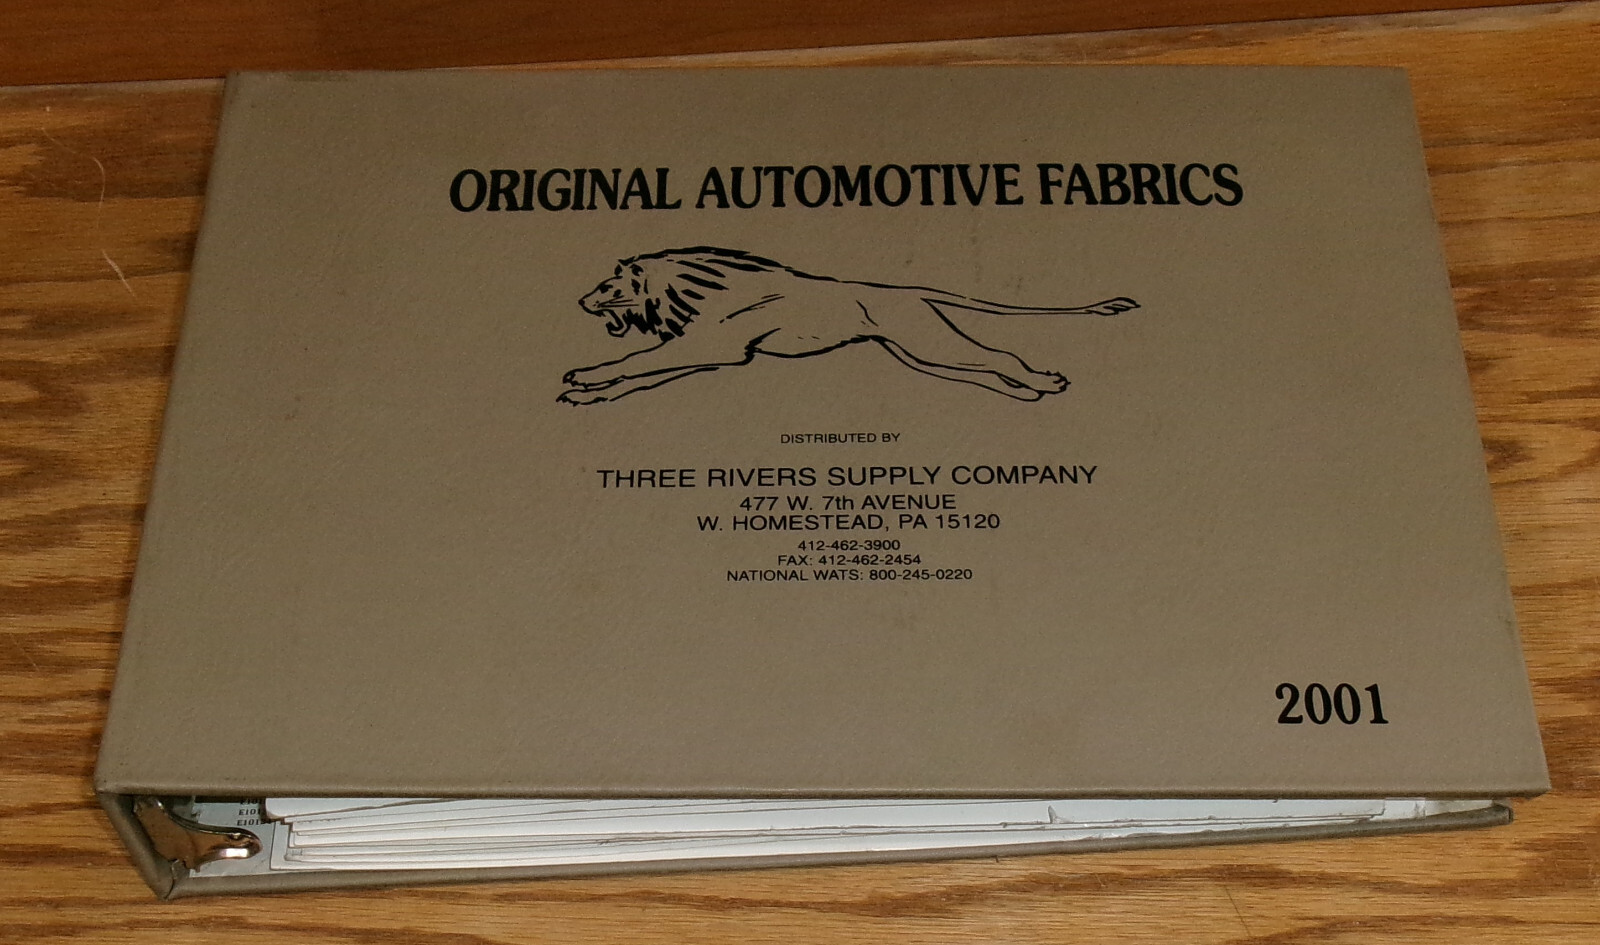 ORIGINAL AUTOMOTIVE FABRICS
DISTRIBUTED BY
THREE RIVERS SUPPLY COMPANY
477 W. 7th AVENUE
W. HOMESTEAD, PA 15120
412-462-3900
FAX: 412-462-2454
NATIONAL WATS: 800-245-0220
2001